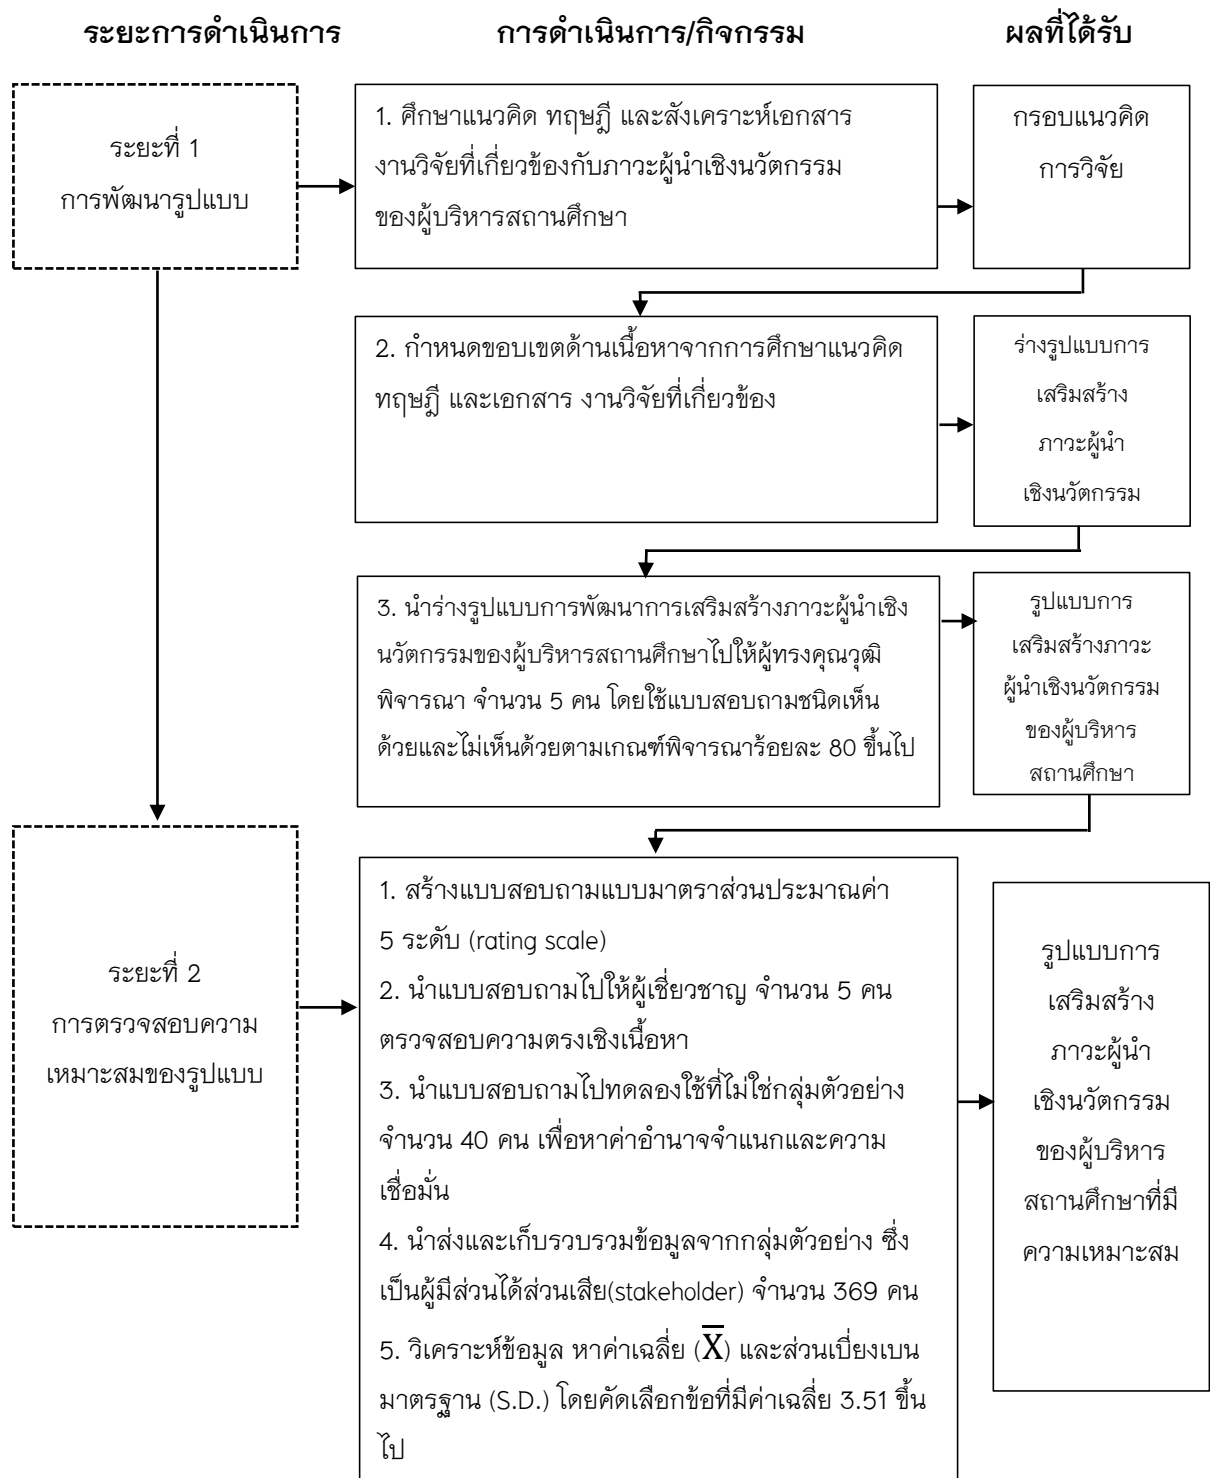 ระยะการดำเนินการ
การดำเนินการ/กิจกรรม
ผลที่ได้รับ
ระยะที่ 1
การพัฒนารูปแบบ
1. ศึกษาแนวคิด ทฤษฎี และสังเคราะห์เอกสาร
งานวิจัยที่เกี่ยวข้องกับภาวะผู้นำเชิงนวัตกรรม
ของผู้บริหารสถานศึกษา
กรอบแนวคิด
การวิจัย
2. กำหนดขอบเขตด้านเนื้อหาจากการศึกษาแนวคิด
ทฤษฎี และเอกสาร งานวิจัยที่เกี่ยวข้อง
ร่างรูปแบบการ
เสริมสร้าง
ภาวะผู้นำ
เชิงนวัตกรรม
3. นำร่างรูปแบบการพัฒนาการเสริมสร้างภาวะผู้นำเชิง
นวัตกรรมของผู้บริหารสถานศึกษาไปให้ผู้ทรงคุณวุฒิ
พิจารณา จำนวน 5 คน โดยใช้แบบสอบถามชนิดเห็น
ด้วยและไม่เห็นด้วยตามเกณฑ์พิจารณาร้อยละ 80 ขึ้นไป
รูปแบบการ
เสริมสร้างภาวะ
ผู้นำเชิงนวัตกรรม
ของผู้บริหาร
สถานศึกษา
ระยะที่ 2
การตรวจสอบความ
เหมาะสมของรูปแบบ
1. สร้างแบบสอบถามแบบมาตราส่วนประมาณค่า
5 ระดับ (rating scale)
2. นำแบบสอบถามไปให้ผู้เชี่ยวชาญ จำนวน 5 คน
ตรวจสอบความตรงเชิงเนื้อหา
3. นำแบบสอบถามไปทดลองใช้ที่ไม่ใช่กลุ่มตัวอย่าง
จำนวน 40 คน เพื่อหาค่าอำนาจจำแนกและความ
เชื่อมั่น
4. นำส่งและเก็บรวบรวมข้อมูลจากกลุ่มตัวอย่าง ซึ่ง
เป็นผู้มีส่วนได้ส่วนเสีย(stakeholder) จำนวน 369 คน
5. วิเคราะห์ข้อมูล หาค่าเฉลี่ย (X̅) และส่วนเบี่ยงเบน
มาตรฐาน (S.D.) โดยคัดเลือกข้อที่มีค่าเฉลี่ย 3.51 ขึ้น
ไป
รูปแบบการ
เสริมสร้าง
ภาวะผู้นำ
เชิงนวัตกรรม
ของผู้บริหาร
สถานศึกษาที่มี
ความเหมาะสม